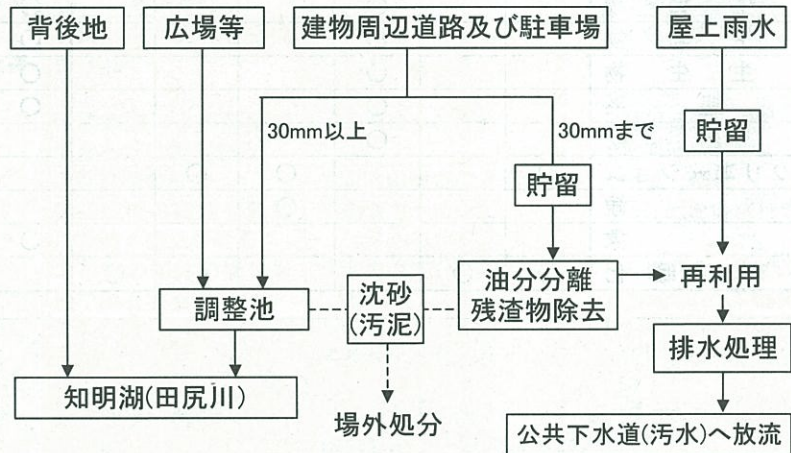 背後地
広場等
建物周辺道路及び駐車場
屋上雨水
30mm以上
30mmまで
貯留
貯留
油分分離
残渣物除去
再利用
沈砂
(汚泥)
調整池
排水処理
知明湖(田尻川)
場外処分
公共下水道(汚水)へ放流